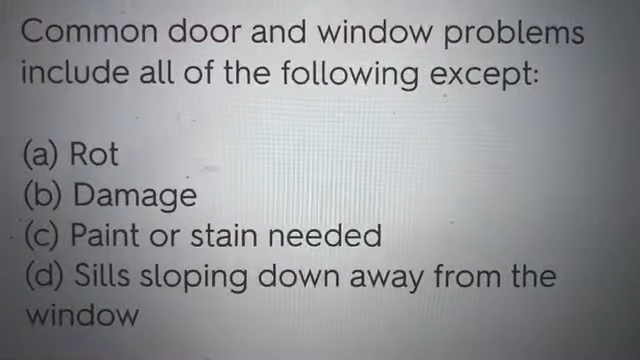 Common door and window problems
include all of the following except:
(a) Rot
(b) Damage
(c) Paint or stain needed
(d) Sills sloping down away from the
window